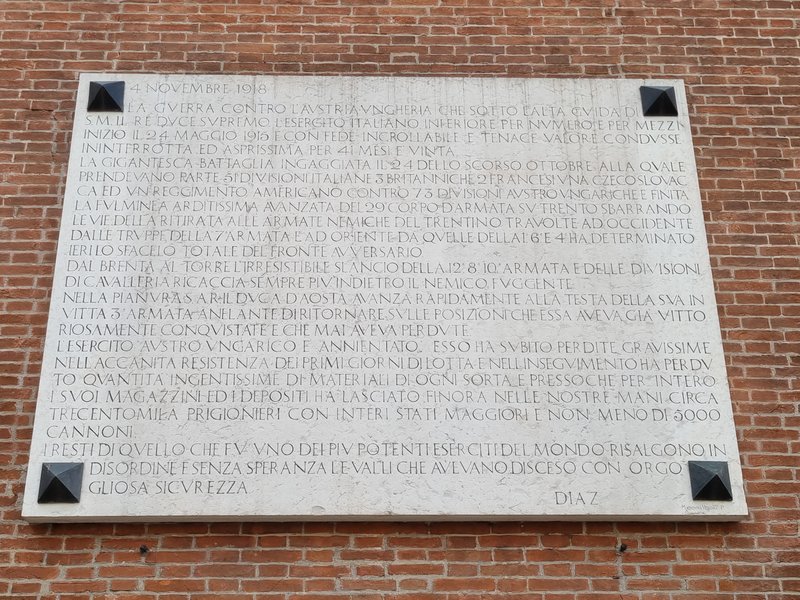 4 NOVEMBRE 1918
LA GVERRA CONTRO L'AVSTRIA VNGHERIA CHE SOTTO L'ALTA GVIDA DI
S.M. IL RE DVCE SVPREMO L'ESERCITO ITALIANO INFERIORE PER NVMERO E PER MEZZI
INIZIO IL 24 MAGGIO 1915 E CON FEDE INCROLLABILE E TENACE VALORE CONDVSSE
ININTERROTTA ED ASPRISSIMA PER 41 MESI E' VINTA.
LA GIGANTESCA BATTAGLIA INGAGGIATA IL 24 DELLO SCORSO OTTOBRE ALLA QVALE
PRENDEVANO PARTE 51 DIVISIONI ITALIANE 3 BRITANNICHE 2 FRANCESI VNA CZECO SLOVAC
CA ED VN REGGIMENTO AMERICANO CONTRO 73 DIVISIONI AVSTRO VNGARICHE E' FINITA
LA FVLMINEA ARDITISSIMA AVANZATA DEL 29° CORPO D'ARMATA SV TRENTO SBARRANDO
LE VIE DELLA RITIRATA ALLE ARMATE NEMICHE DEL TRENTINO TRAVOLTE AD OCCIDENTE
DALLE TRVPPE DELLA 7ª ARMATA E AD ORIENTE DA QVELLE DELLA 1ª 6ª E 4ª HA DETERMINATO
IERI LO SFACELO TOTALE DEL FRONTE AVVERSARIO
DAL BRENTA AL TORRE L'IRRESISTIBILE SLANCIO DELLA 12ª 8ª 10ª ARMATA E DELLE DIVISIONI
DI CAVALLERIA RICACCIA SEMPRE PIV' INDIETRO IL NEMICO FVGGENTE.
NELLA PIANVRA S.A.R. IL DVCA D'AOSTA AVANZA RAPIDAMENTE ALLA TESTA DELLA SVA IN
VITTA 3ª ARMATA ANELANTE DI RITORNARE SVLLE POSIZIONI CHE ESSA AVEVA GIA' VITTO
RIOSAMENTE CONQVISTATE E CHE MAI AVEVA PERDVTE.
L'ESERCITO AVSTRO VNGARICO E' ANNIENTATO. ESSO HA SVBITO PERDITE GRAVISSIME
NELL'ACCANITA RESISTENZA DEI PRIMI GIORNI DI LOTTA E NELL'INSEGVIMENTO HA PERDV
TO QVANTITA' INGENTISSIME DI MATERIALI DI OGNI SORTA E PRESSOCHE' PER INTERO
I SVOI MAGAZZINI ED I DEPOSITI HA LASCIATO FINORA NELLE NOSTRE MANI CIRCA
TRECENTOMILA PRIGIONIERI CON INTERI STATI MAGGIORI E NON MENO DI 5000
CANNONI.
I RESTI DI QVELLO CHE FV VNO DEI PIV' POTENTI ESERCITI DEL MONDO RISALGONO IN
DISORDINE E SENZA SPERANZA LE VALLI CHE AVEVANO DISCESO CON ORGO
GLIOSA SICVREZZA.
DIAZ